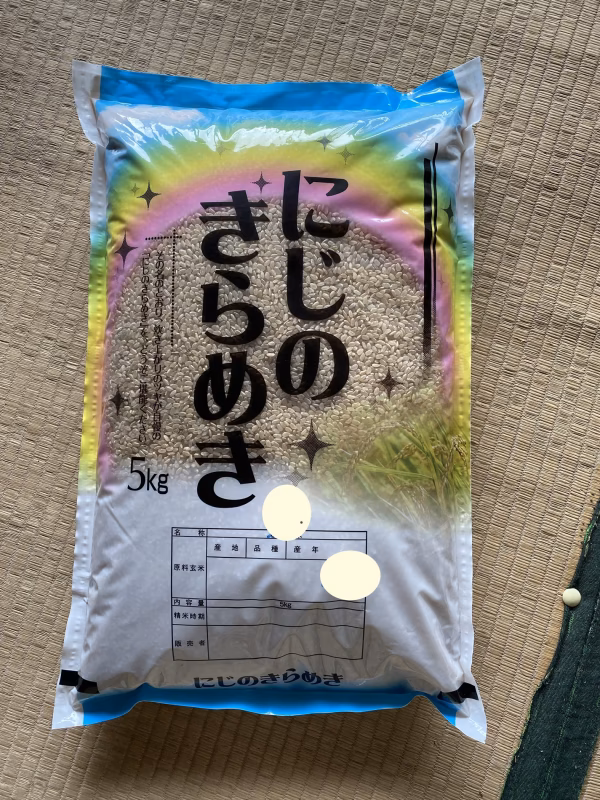 にじの
きらめき
5kg
名称
産地 品種 産年
原料玄米
内容量 5kg
精米時期
販売者
にじのきらめき